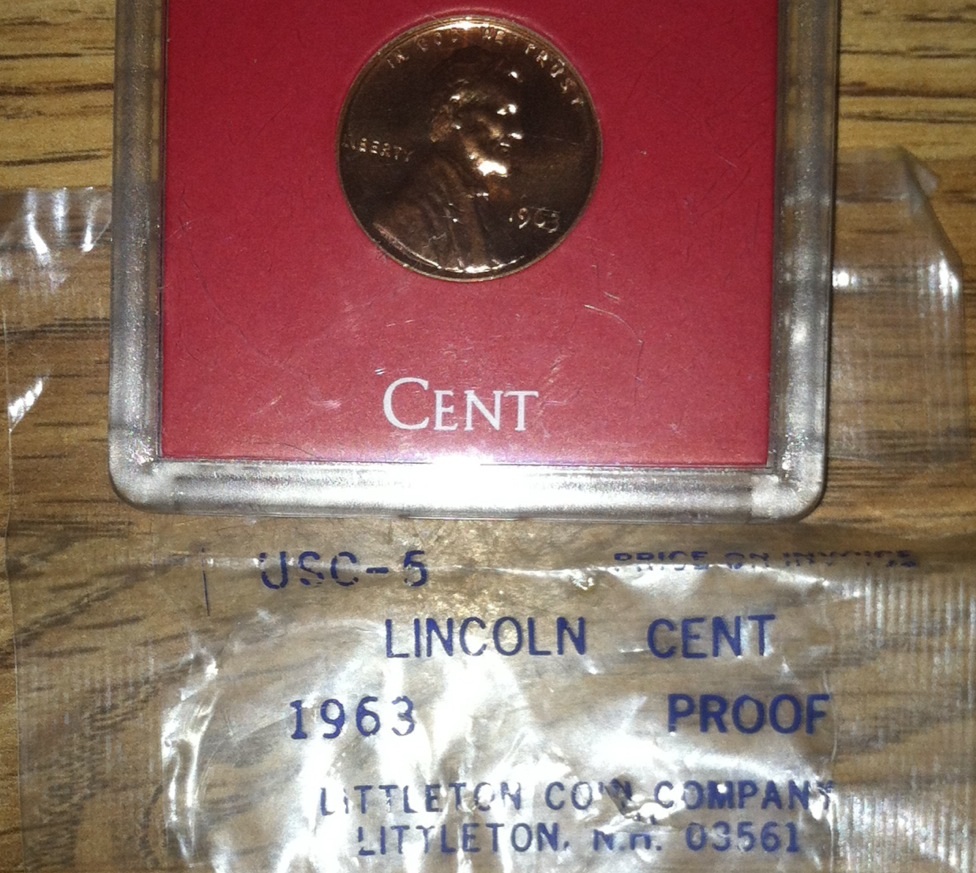 IN GOD WE TRUST
LIBERTY
1963
CENT
USC-5 PRICE ON INVOICE
LINCOLN CENT
1963 PROOF
LITTLETON COIN COMPANY
LITTLETON, N.H. 03561